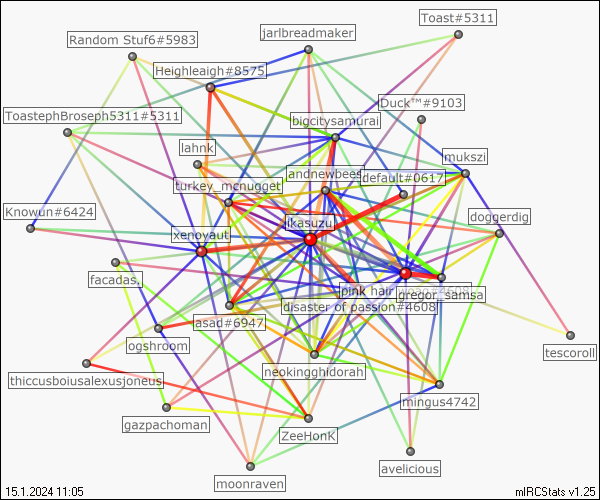 Toast#5311
jarlbreadmaker
Random Stuf6#5983
Heighleaigh#8575
Duck™#9103
ToastephBroseph5311#5311
bigcitysamurai
lahnk
mukszi
andnewbees
default#0617
turkey_mcnugget
Knowun#6424
doggerdig
ikasuzu
xenovaut
facadas.
pink hair
gregor_samsa
disaster of passion#4608
asad#6947
ogshroom
tescoroll
neokingghidorah
thiccusboiusalexusjoneus
mingus4742
gazpachoman
ZeeHonK
avelicious
moonraven
15.1.2024 11:05
mIRCStats v1.25